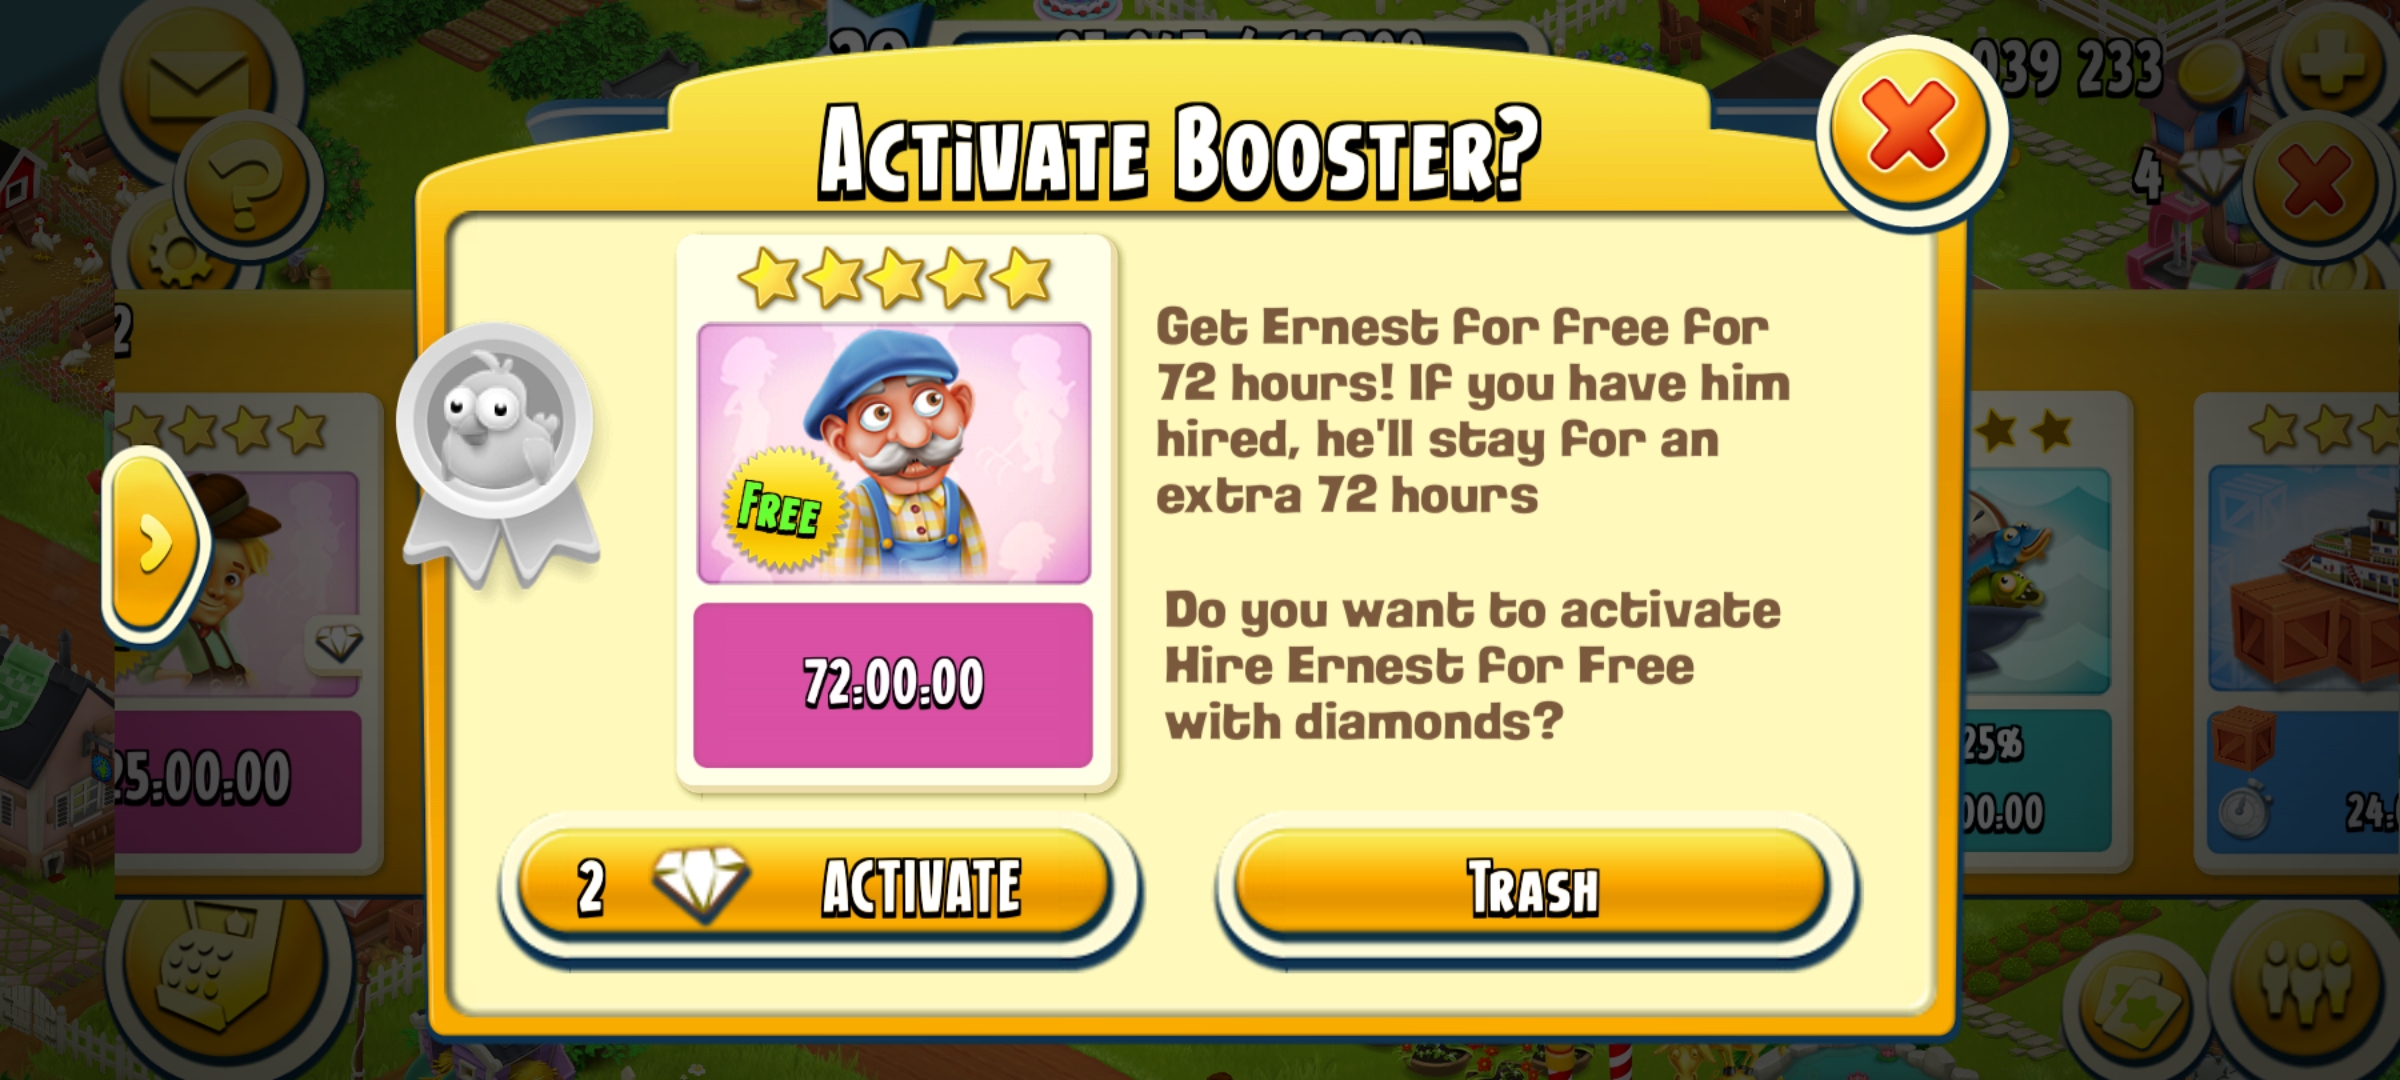 Activate Booster?
039 233
4
2
Get Ernest for free for
72 hours! If you have him
hired, he'll stay for an
extra 72 hours
Free
Do you want to activate
Hire Ernest for Free
with diamonds?
72:00:00
25:00:00
25%
00:00
24:
2 ACTIVATE
Trash